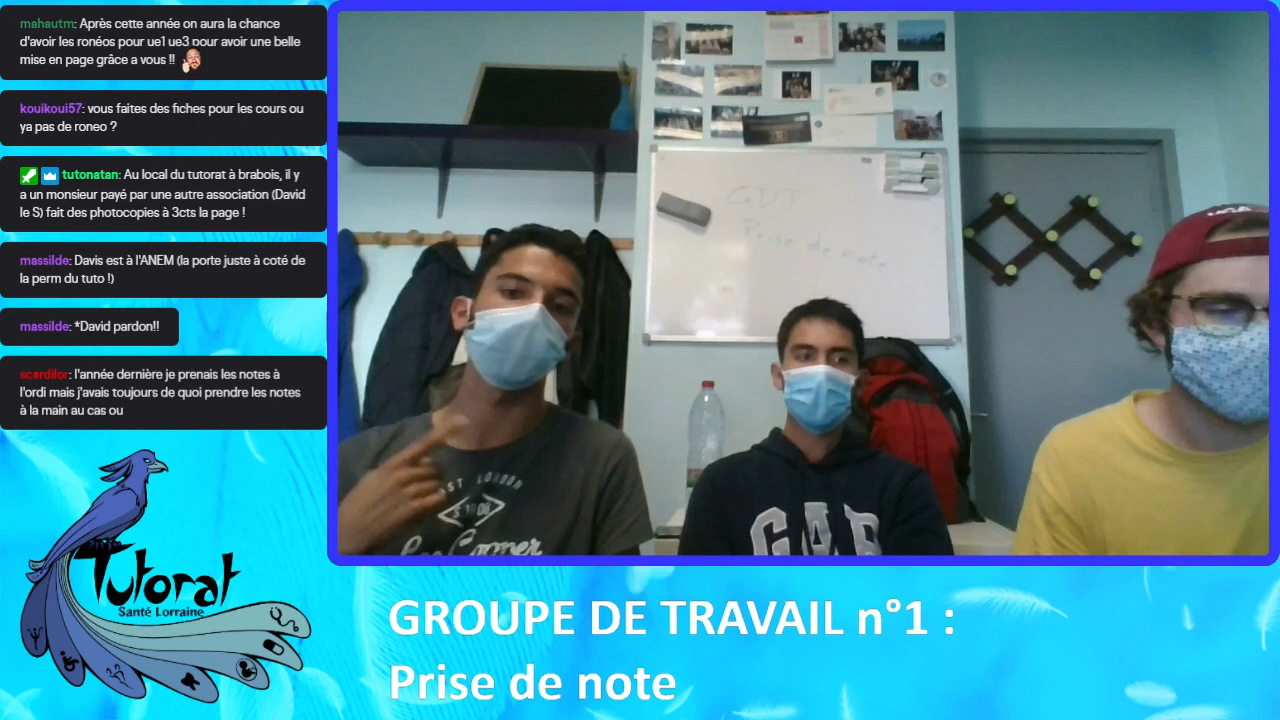 mahautm: Après cette année on aura la chance
d'avoir les ronéos pour ue1 ue3 pour avoir une belle
mise en page grâce a vous !!
kouikoui57: vous faites des fiches pour les cours ou
ya pas de roneo ?
tutonatan: Au local du tutorat à brabois, il y
a un monsieur payé par une autre association (David
le S) fait des photocopies à 3cts la page !
massilde: Davis est à l'ANEM (la porte juste à coté de
la perm du tuto !)
massilde: *David pardon!!
scardilor: l'année dernière je prenais les notes à
l'ordi mais j'avais toujours de quoi prendre les notes
à la main au cas ou
GDT
Prise de note
GAP
Tutorat
Santé Lorraine
GROUPE DE TRAVAIL n°1 :
Prise de note